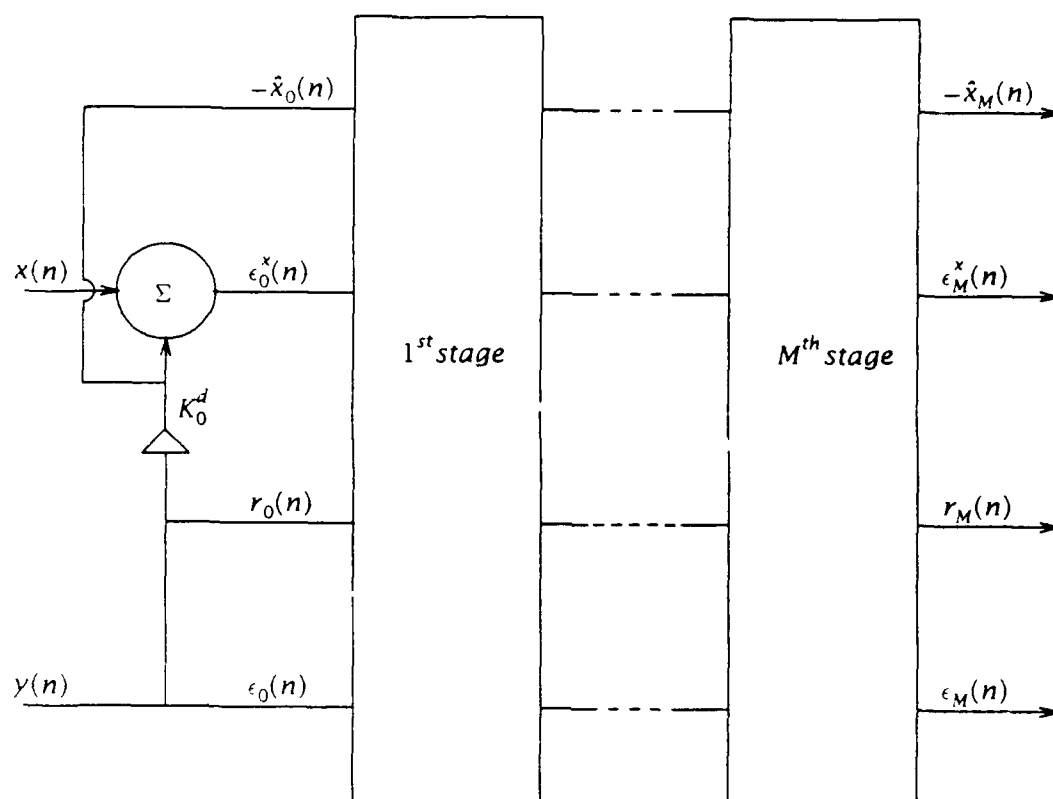 −x̂₀(n)
−x̂_M(n)
x(n)
Σ
ϵ₀ˣ(n)
ϵ_Mˣ(n)
1ˢᵗ stage
Mᵗʰ stage
K₀ᵈ
r₀(n)
r_M(n)
y(n)
ϵ₀(n)
ϵ_M(n)